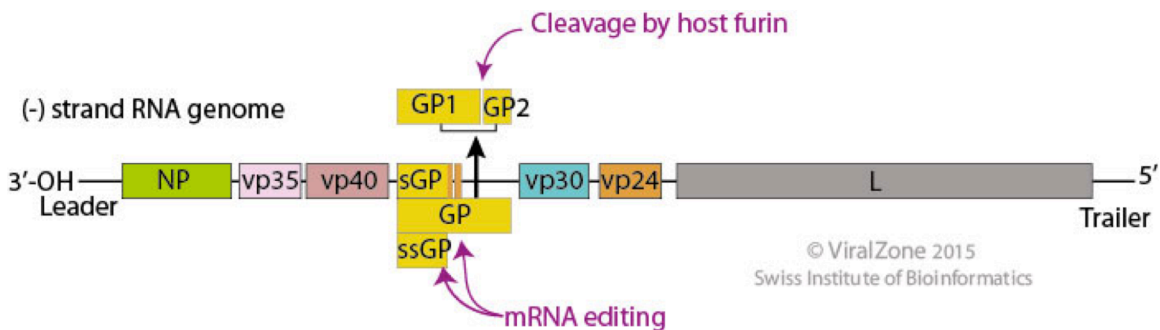 Cleavage by host furin
GP1 GP2
(-) strand RNA genome
3’-OH NP vp35 vp40 sGP vp30 vp24 L 5’
Leader Trailer
GP
ssGP
© ViralZone 2015
Swiss Institute of Bioinformatics
mRNA editing